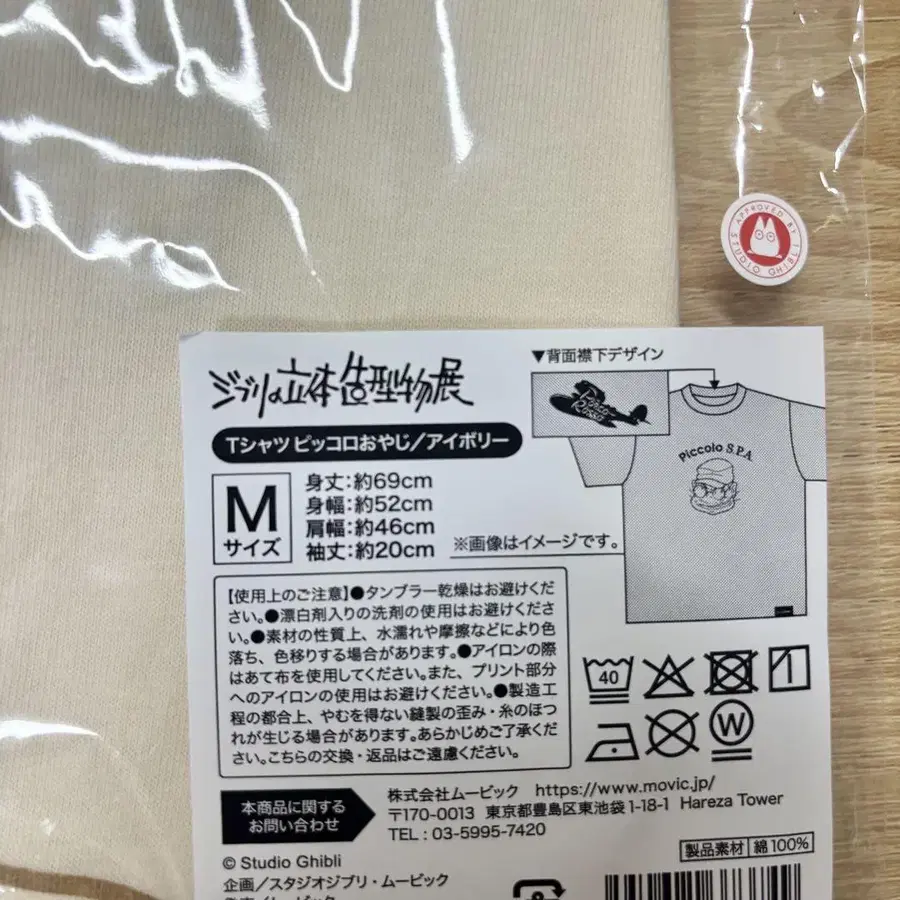 APPROVED BY
STUDIO GHIBLI
ジブリの立体造型物展
▼背面襟下デザイン
Porco Rosso
Tシャツ ピッコロおやじ/アイボリー
Piccolo S.P.A
M
サイズ
身丈:約69cm
身幅:約52cm
肩幅:約46cm
袖丈:約20cm
※画像はイメージです。
【使用上のご注意】●タンブラー乾燥はお避けくだ
さい。●漂白剤入りの洗剤の使用はお避けくださ
い。●素材の性質上、水濡れや摩擦などにより色
落ち、色移りする場合があります。●アイロンの際
はあて布を使用してください。また、プリント部分
へのアイロンの使用はお避けください。●製造工
程の都合上、やむを得ない縫製の歪み・糸のほつ
れが生じる場合があります。あらかじめご了承くだ
さい。こちらの交換・返品はご遠慮ください。
40
W
本商品に関する
お問い合わせ
株式会社ムービック https://www.movic.jp/
〒170-0013 東京都豊島区東池袋1-18-1 Hareza Tower
TEL : 03-5995-7420
製品素材 綿100%
© Studio Ghibli
企画/スタジオジブリ・ムービック